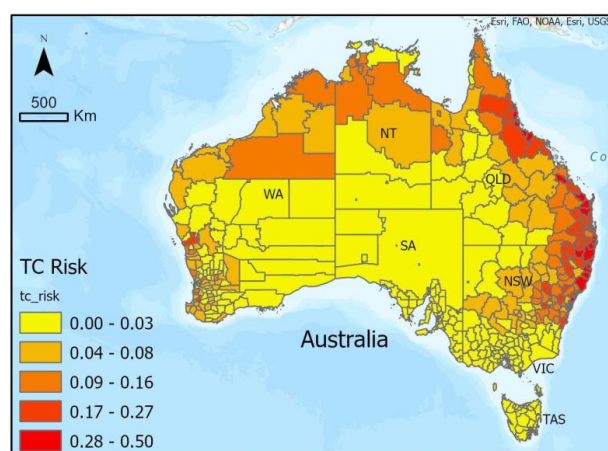 Esri, FAO, NOAA, Esri, USGS
N
500
Km
NT
Co
QLD
WA
SA
TC Risk
NSW
tc_risk
0.00 - 0.03
Australia
0.04 - 0.08
0.09 - 0.16
VIC
0.17 - 0.27
TAS
0.28 - 0.50